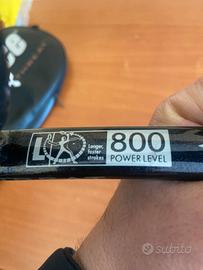 L
Longer,
faster
strokes.
800
POWER LEVEL
subito